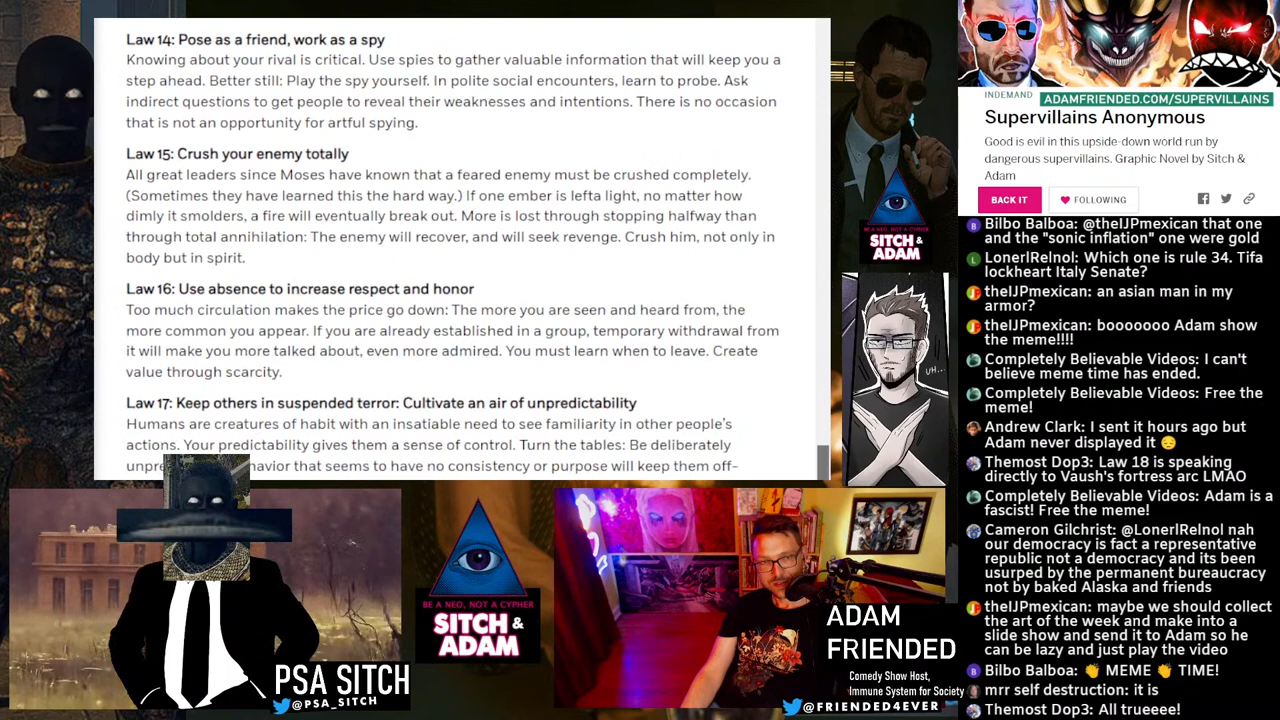 Law 14: Pose as a friend, work as a spy
Knowing about your rival is critical. Use spies to gather valuable information that will keep you a
step ahead. Better still: Play the spy yourself. In polite social encounters, learn to probe. Ask
indirect questions to get people to reveal their weaknesses and intentions. There is no occasion
that is not an opportunity for artful spying.
Law 15: Crush your enemy totally
All great leaders since Moses have known that a feared enemy must be crushed completely.
(Sometimes they have learned this the hard way.) If one ember is lefta light, no matter how
dimly it smolders, a fire will eventually break out. More is lost through stopping halfway than
through total annihilation: The enemy will recover, and will seek revenge. Crush him, not only in
body but in spirit.
Law 16: Use absence to increase respect and honor
Too much circulation makes the price go down: The more you are seen and heard from, the
more common you appear. If you are already established in a group, temporary withdrawal from
it will make you more talked about, even more admired. You must learn when to leave. Create
value through scarcity.
Law 17: Keep others in suspended terror: Cultivate an air of unpredictability
Humans are creatures of habit with an insatiable need to see familiarity in other people's
actions. Your predictability gives them a sense of control. Turn the tables: Be deliberately
havior that seems to have no consistency or purpose will keep them off-
BE A NEO, NOT A CYPHER
SITCH &
ADAM
UH...
PSA SITCH
@PSA_SITCH
BE A NEO, NOT A CYPHER
SITCH &
ADAM
ADAM
FRIENDED
Comedy Show Host,
Immune System for Society
@FRIENDED4EVER
INDEMAND
ADAMFRIENDED.COM/SUPERVILLAINS
Supervillains Anonymous
Good is evil in this upside-down world run by
dangerous supervillains. Graphic Novel by Sitch &
Adam
BACK IT
FOLLOWING
Bilbo Balboa: @theIJPmexican that one
and the "sonic inflation" one were gold
LonerlRelnol: Which one is rule 34. Tifa
lockheart Italy Senate?
theIJPmexican: an asian man in my
armor?
theIJPmexican: booooooo Adam show
the meme!!!!
Completely Believable Videos: I can't
believe meme time has ended.
Completely Believable Videos: Free the
meme!
Andrew Clark: I sent it hours ago but
Adam never displayed it 😔
Themost Dop3: Law 18 is speaking
directly to Vaush's fortress arc LMAO
Completely Believable Videos: Adam is a
fascist! Free the meme!
Cameron Gilchrist: @LonerlRelnol nah
our democracy is fact a representative
republic not a democracy and its been
usurped by the permanent bureaucracy
not by baked Alaska and friends
theIJPmexican: maybe we should collect
the art of the week and make into a
slide show and send it to Adam so he
can be lazy and just play the video
Bilbo Balboa: 👏 MEME 👏 TIME!
mrr self destruction: it is
Themost Dop3: All trueeee!